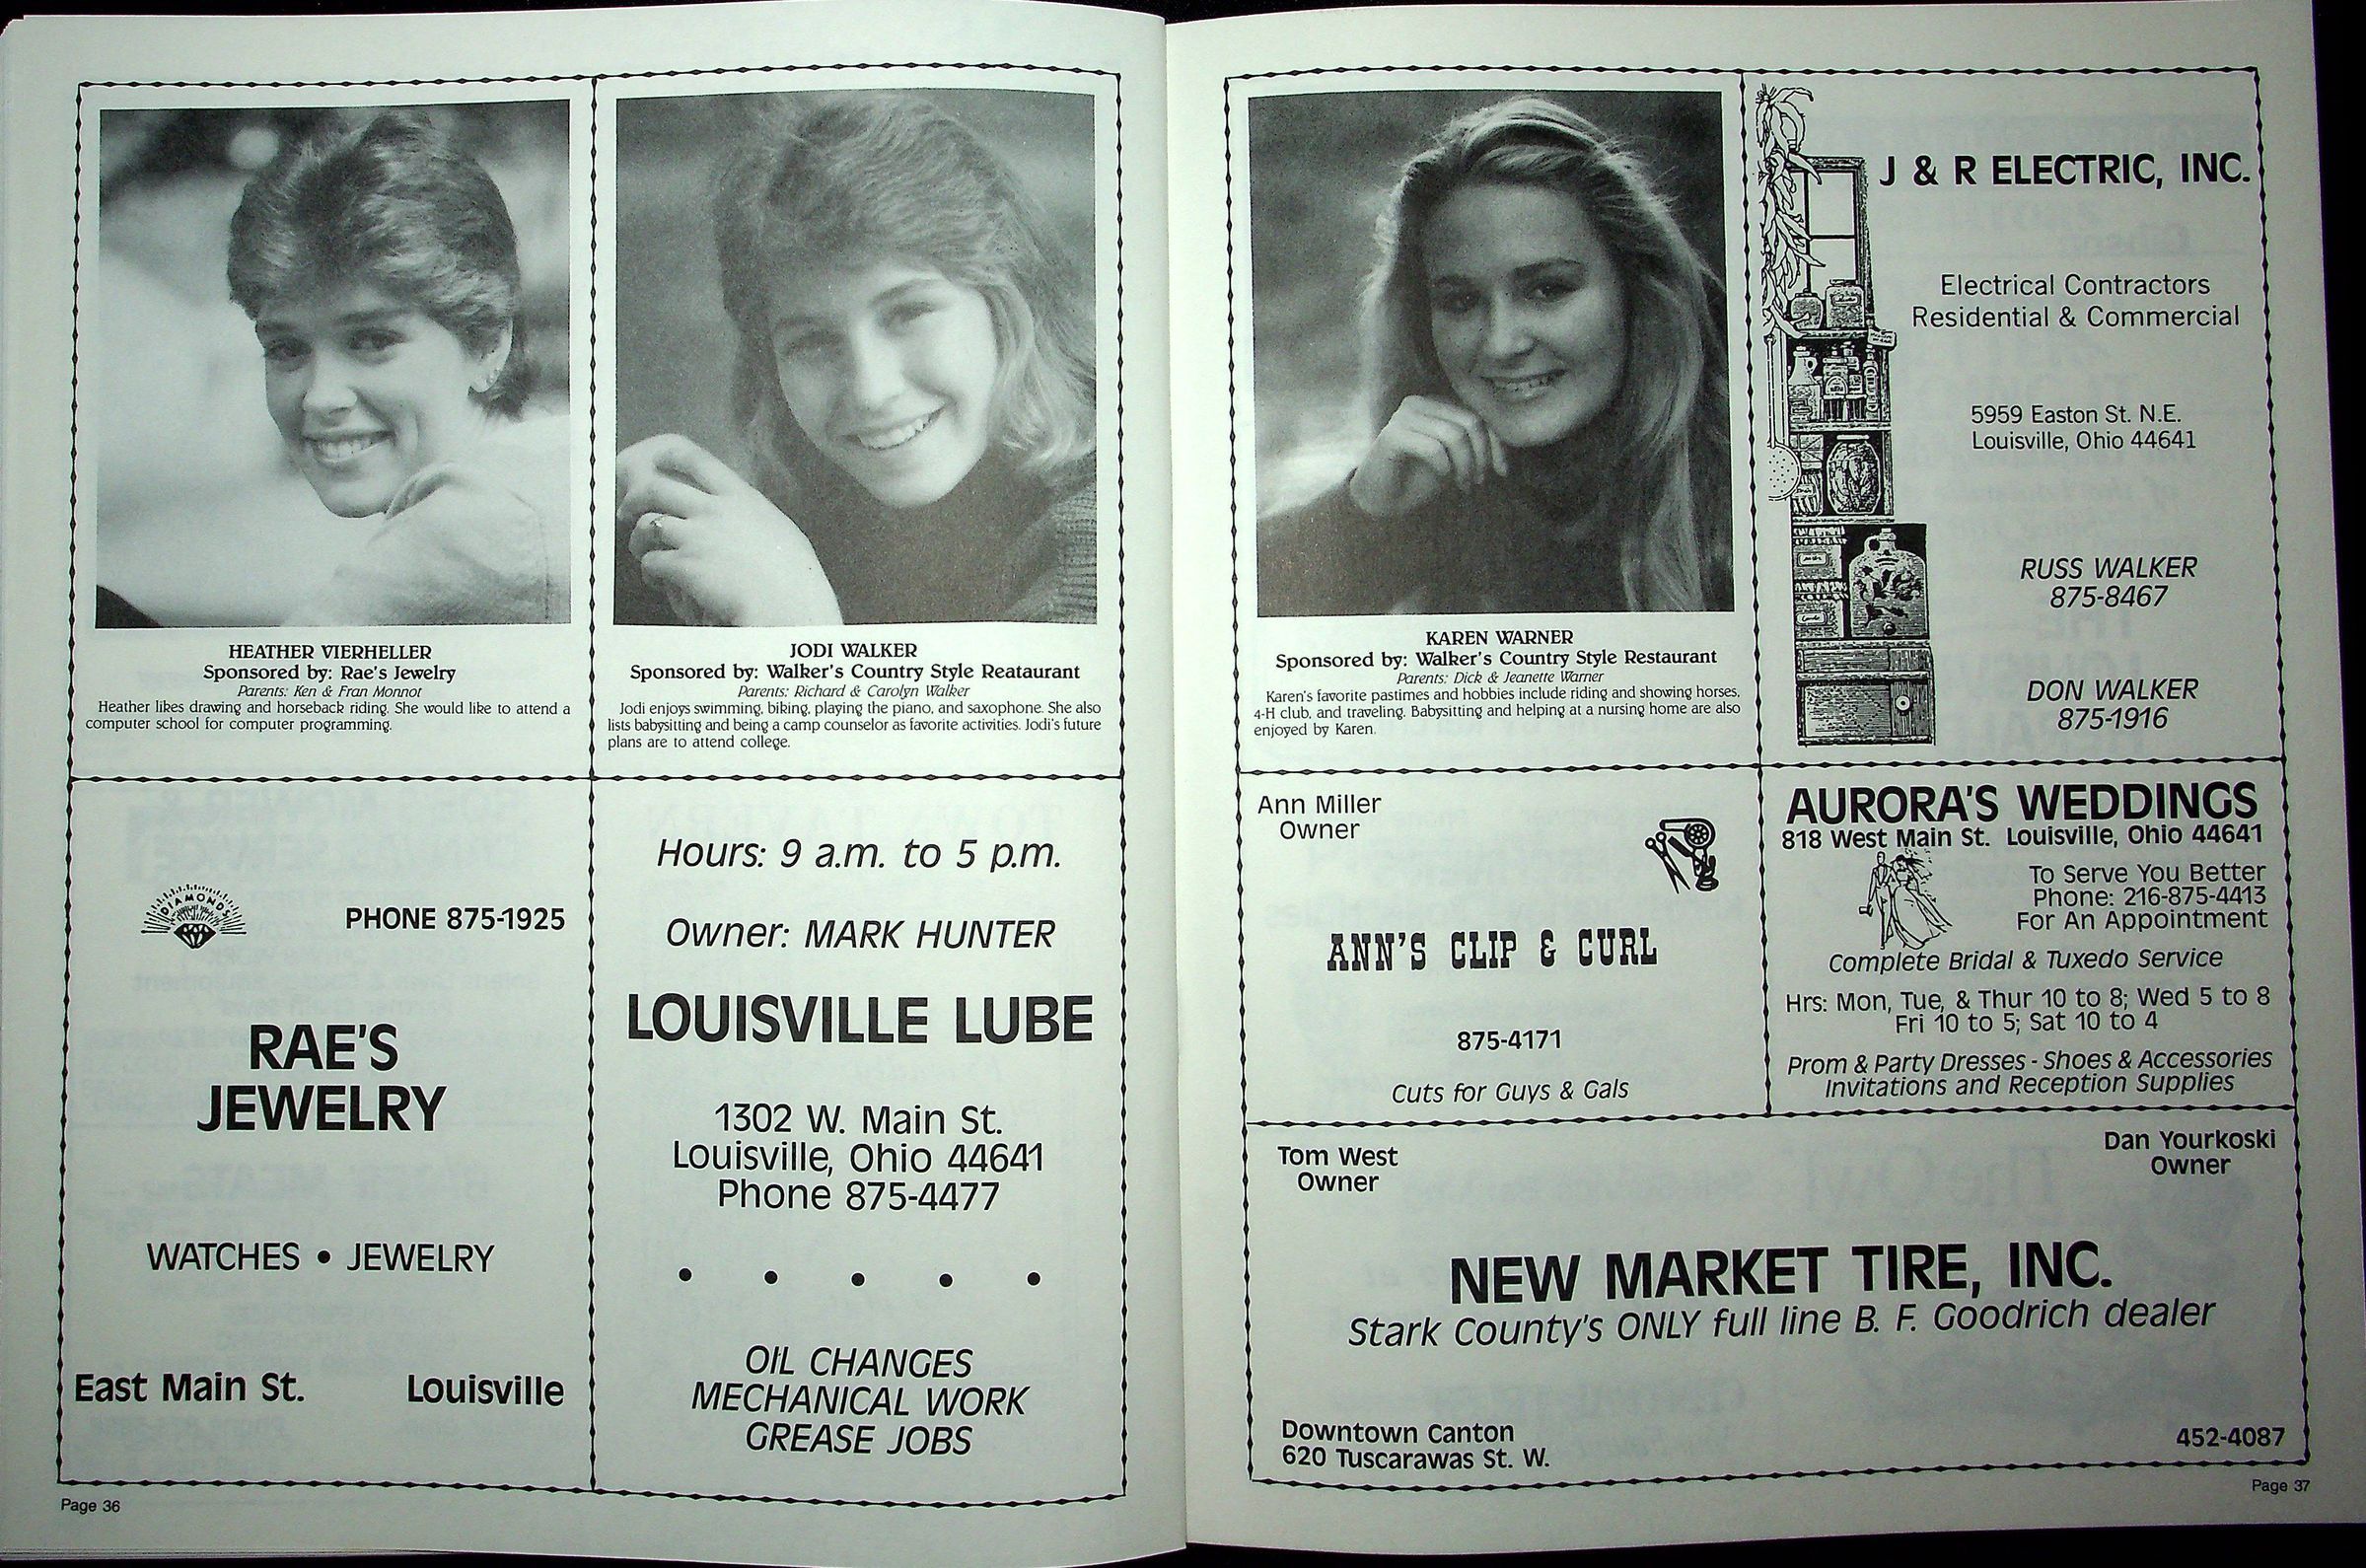 HEATHER VIERHELLER
Sponsored by: Rae's Jewelry
Parents: Ken & Fran Monnot
Heather likes drawing and horseback riding. She would like to attend a
computer school for computer programming.
JODI WALKER
Sponsored by: Walker's Country Style Reataurant
Parents: Richard & Carolyn Walker
Jodi enjoys swimming, biking, playing the piano, and saxophone. She also
lists babysitting and being a camp counselor as favorite activities. Jodi's future
plans are to attend college.
DIAMONDS
PHONE 875-1925
RAE'S
JEWELRY
WATCHES • JEWELRY
East Main St. Louisville
Hours: 9 a.m. to 5 p.m.
Owner: MARK HUNTER
LOUISVILLE LUBE
1302 W. Main St.
Louisville, Ohio 44641
Phone 875-4477
• • • • •
OIL CHANGES
MECHANICAL WORK
GREASE JOBS
Page 36
KAREN WARNER
Sponsored by: Walker's Country Style Restaurant
Parents: Dick & Jeanette Warner
Karen's favorite pastimes and hobbies include riding and showing horses,
4-H club, and traveling. Babysitting and helping at a nursing home are also
enjoyed by Karen.
J & R ELECTRIC, INC.
Electrical Contractors
Residential & Commercial
5959 Easton St. N.E.
Louisville, Ohio 44641
RUSS WALKER
875-8467
DON WALKER
875-1916
Ann Miller
Owner
ANN'S CLIP & CURL
875-4171
Cuts for Guys & Gals
AURORA'S WEDDINGS
818 West Main St. Louisville, Ohio 44641
To Serve You Better
Phone: 216-875-4413
For An Appointment
Complete Bridal & Tuxedo Service
Hrs: Mon, Tue, & Thur 10 to 8; Wed 5 to 8
Fri 10 to 5; Sat 10 to 4
Prom & Party Dresses - Shoes & Accessories
Invitations and Reception Supplies
Tom West
Owner
Dan Yourkoski
Owner
NEW MARKET TIRE, INC.
Stark County's ONLY full line B. F. Goodrich dealer
Downtown Canton
620 Tuscarawas St. W.
452-4087
Page 37